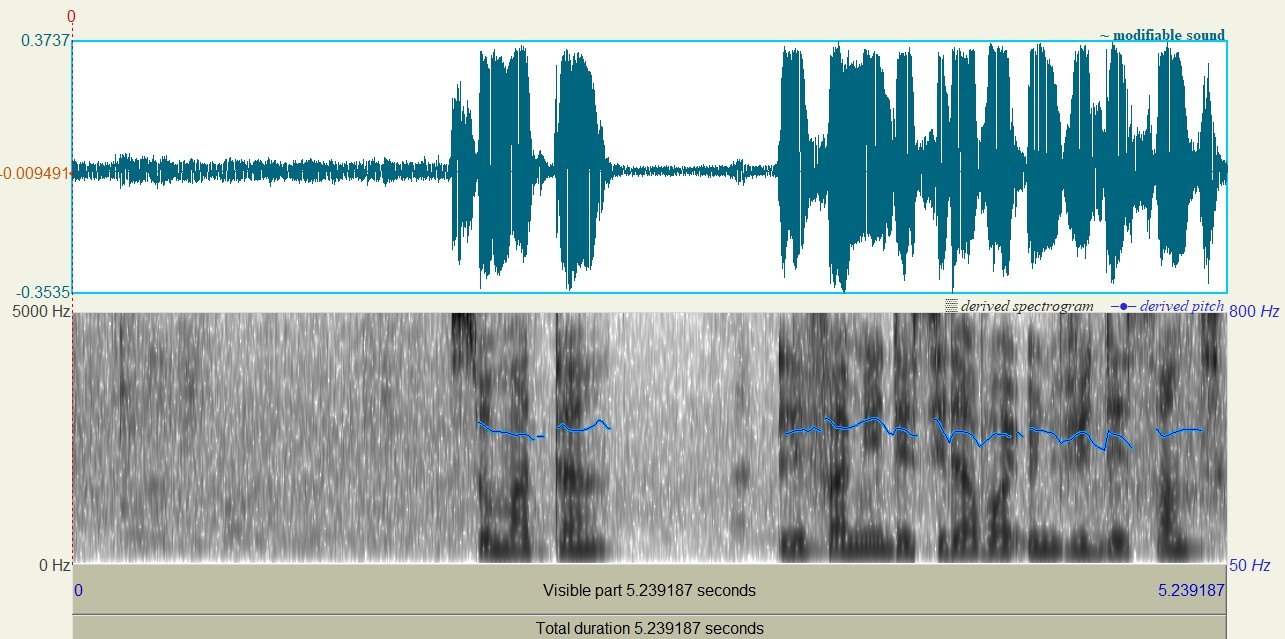 0
0.3737
~ modifiable sound
-0.009491
-0.3535
derived spectrogram derived pitch
5000 Hz 800 Hz
0 Hz 50 Hz
0 Visible part 5.239187 seconds 5.239187
Total duration 5.239187 seconds